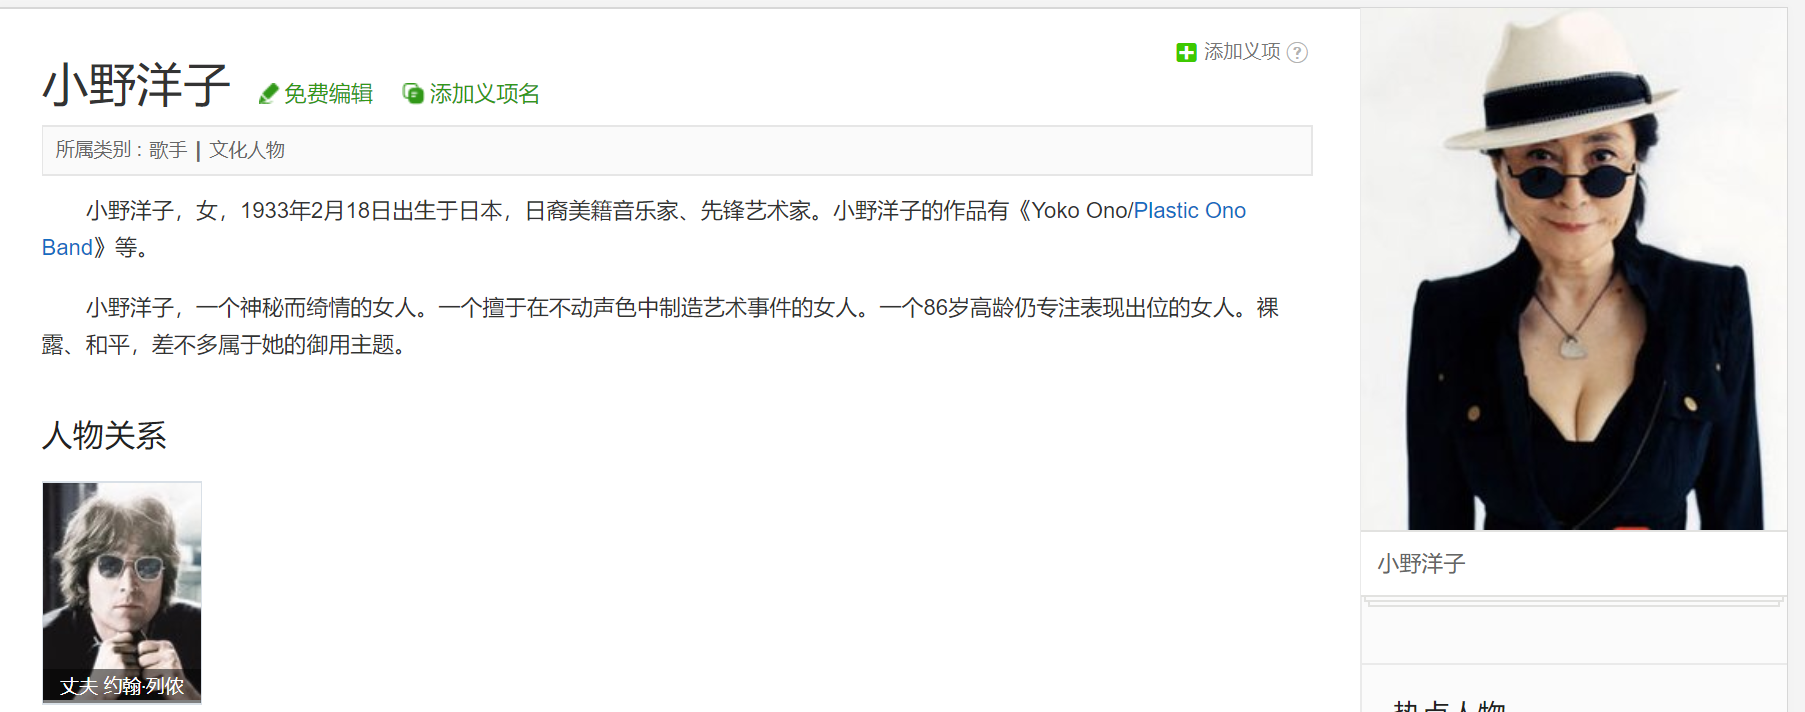 添加义项 ?
小野洋子 免费编辑 添加义项名
所属类别：歌手 | 文化人物
小野洋子，女，1933年2月18日出生于日本，日裔美籍音乐家、先锋艺术家。小野洋子的作品有《Yoko Ono/Plastic Ono
Band》等。
小野洋子，一个神秘而绮情的女人。一个擅于在不动声色中制造艺术事件的女人。一个86岁高龄仍专注表现出位的女人。裸
露、和平，差不多属于她的御用主题。
人物关系
丈夫 约翰·列侬
小野洋子
热点人物